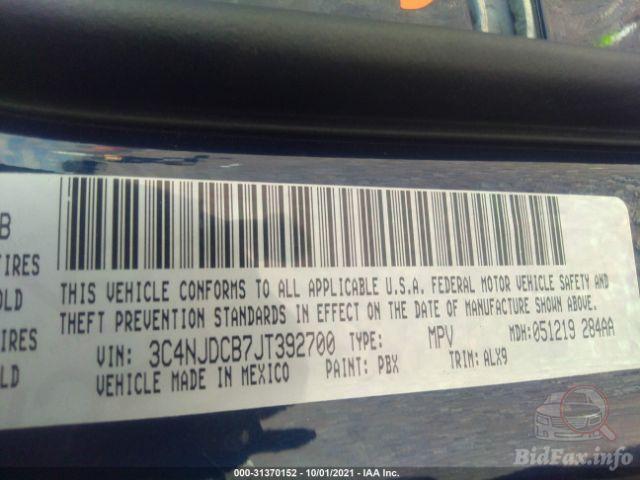 B
TIRES
OLD
IRES
LD
THIS VEHICLE CONFORMS TO ALL APPLICABLE U.S.A. FEDERAL MOTOR VEHICLE SAFETY AND
THEFT PREVENTION STANDARDS IN EFFECT ON THE DATE OF MANUFACTURE SHOWN ABOVE.
VIN: 3C4NJDCB7JT392700 TYPE: MPV MDH:051219 284AA
VEHICLE MADE IN MEXICO PAINT: PBX TRIM: ALX9
BidFax.info
000-31370152 - 10/01/2021 - IAA Inc.